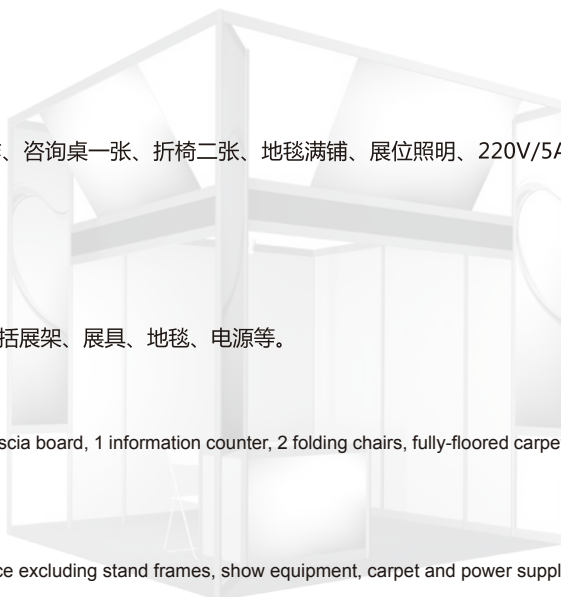 、咨询桌一张、折椅二张、地毯满铺、展位照明、220V/5A
括展架、展具、地毯、电源等。
scia board, 1 information counter, 2 folding chairs, fully-floored carpe
ce excluding stand frames, show equipment, carpet and power suppl